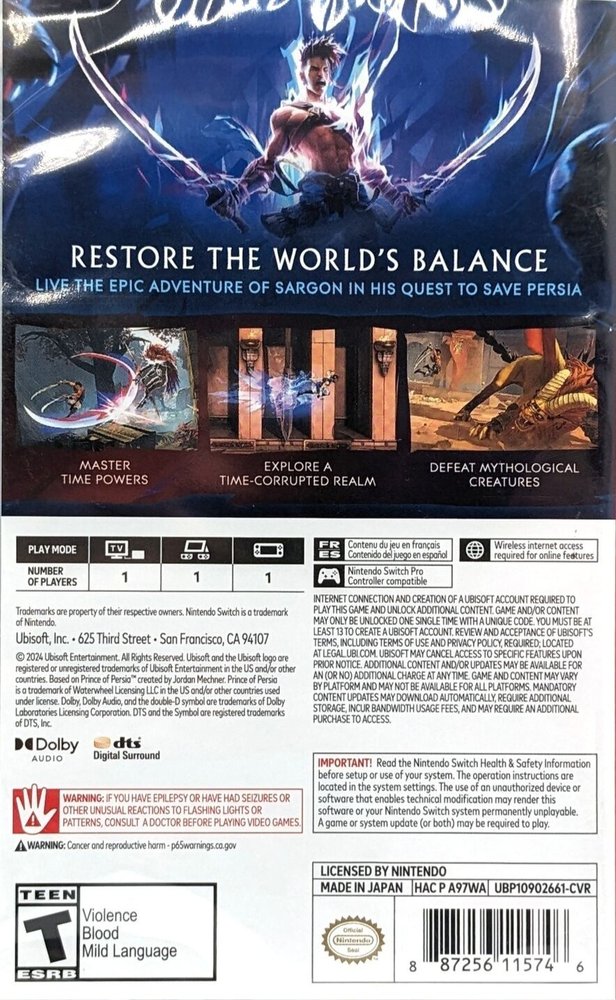 RESTORE THE WORLD'S BALANCE
LIVE THE EPIC ADVENTURE OF SARGON IN HIS QUEST TO SAVE PERSIA
MASTER
TIME POWERS
EXPLORE A
TIME-CORRUPTED REALM
DEFEAT MYTHOLOGICAL
CREATURES
PLAY MODE
TV
NUMBER
OF PLAYERS
1
1
1
FR
ES
Contenu du jeu en français
Contenido del juego en español
Wireless internet access
required for online features
Nintendo Switch Pro
Controller compatible
Trademarks are property of their respective owners. Nintendo Switch is a trademark
of Nintendo.
Ubisoft, Inc. • 625 Third Street • San Francisco, CA 94107
© 2024 Ubisoft Entertainment. All Rights Reserved. Ubisoft and the Ubisoft logo are
registered or unregistered trademarks of Ubisoft Entertainment in the US and/or other
countries. Based on Prince of Persia™ created by Jordan Mechner. Prince of Persia
is a trademark of Waterwheel Licensing LLC in the US and/or other countries used
under license. Dolby, Dolby Audio, and the double-D symbol are trademarks of Dolby
Laboratories Licensing Corporation. DTS and the Symbol are registered trademarks
of DTS, Inc.
INTERNET CONNECTION AND CREATION OF A UBISOFT ACCOUNT REQUIRED TO
PLAY THIS GAME AND UNLOCK ADDITIONAL CONTENT. GAME AND/OR CONTENT
MAY ONLY BE UNLOCKED ONE SINGLE TIME WITH A UNIQUE CODE. YOU MUST BE AT
LEAST 13 TO CREATE A UBISOFT ACCOUNT. REVIEW AND ACCEPTANCE OF UBISOFT'S
TERMS, INCLUDING TERMS OF USE AND PRIVACY POLICY, REQUIRED; LOCATED
AT LEGAL.UBI.COM. UBISOFT MAY CANCEL ACCESS TO SPECIFIC FEATURES UPON
PRIOR NOTICE. ADDITIONAL CONTENT AND/OR UPDATES MAY BE AVAILABLE FOR
AN (OR NO) ADDITIONAL CHARGE AT ANY TIME. GAME AND CONTENT MAY VARY
BY PLATFORM AND MAY NOT BE AVAILABLE FOR ALL PLATFORMS. MANDATORY
CONTENT UPDATES MAY DOWNLOAD AUTOMATICALLY, REQUIRE ADDITIONAL
STORAGE, INCUR BANDWIDTH USAGE FEES, AND MAY REQUIRE AN ADDITIONAL
PURCHASE TO ACCESS.
Dolby
AUDIO
dts
Digital Surround
IMPORTANT! Read the Nintendo Switch Health & Safety Information
before setup or use of your system. The operation instructions are
located in the system settings. The use of an unauthorized device or
software that enables technical modification may render this
software or your Nintendo Switch system permanently unplayable.
A game or system update (or both) may be required to play.
WARNING: IF YOU HAVE EPILEPSY OR HAVE HAD SEIZURES OR
OTHER UNUSUAL REACTIONS TO FLASHING LIGHTS OR
PATTERNS, CONSULT A DOCTOR BEFORE PLAYING VIDEO GAMES.
WARNING: Cancer and reproductive harm - p65warnings.ca.gov
LICENSED BY NINTENDO
MADE IN JAPAN HAC P A97WA UBP10902661-CVR
TEEN
T
ESRB
Violence
Blood
Mild Language
Official
Nintendo
Seal
8 87256 11574 6